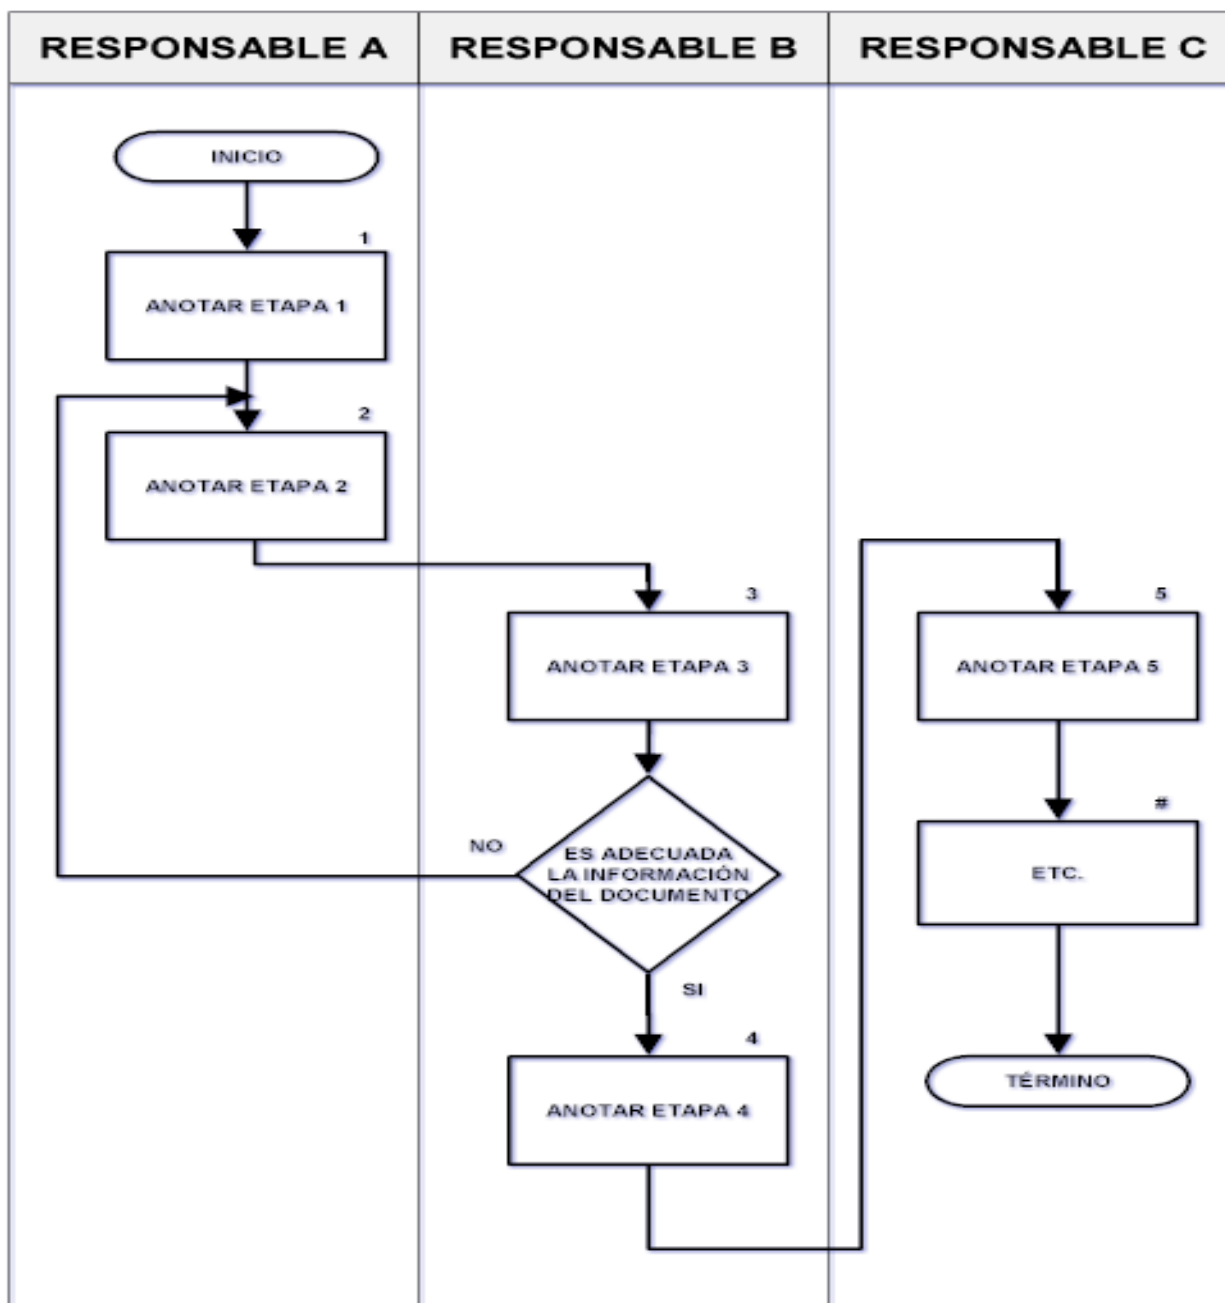 RESPONSABLE A
RESPONSABLE B
RESPONSABLE C
INICIO
1
ANOTAR ETAPA 1
2
ANOTAR ETAPA 2
3
ANOTAR ETAPA 3
NO
ES ADECUADA
LA INFORMACIÓN
DEL DOCUMENTO
SI
4
ANOTAR ETAPA 4
5
ANOTAR ETAPA 5
#
ETC.
TÉRMINO